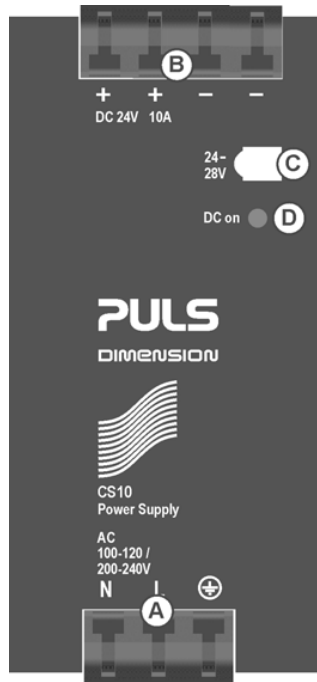 B
+ + − −
DC 24V 10A
24-
28V
C
DC on
D
PULS
DIMENSION
CS10
Power Supply
AC
100-120 /
200-240V
N L
A